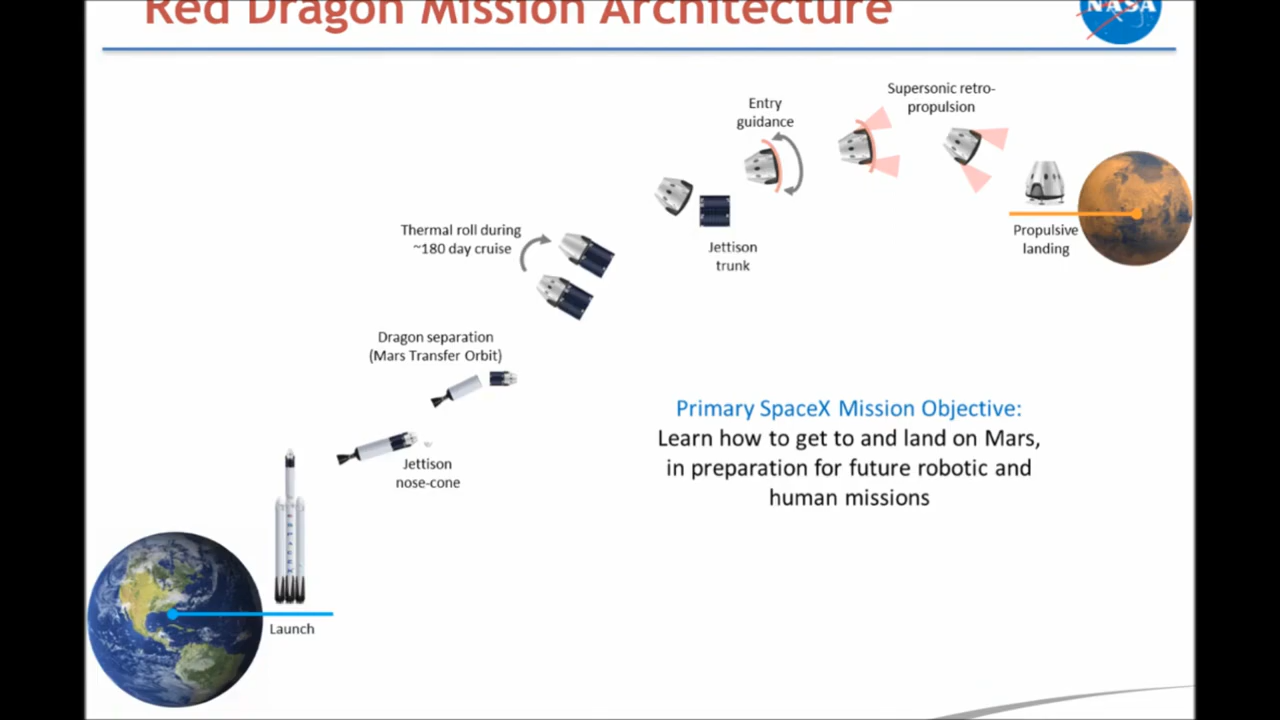 Red Dragon Mission Architecture
NASA
Supersonic retro-
propulsion
Entry
guidance
Propulsive
landing
Jettison
trunk
Thermal roll during
~180 day cruise
Dragon separation
(Mars Transfer Orbit)
Jettison
nose-cone
Launch
Primary SpaceX Mission Objective:
Learn how to get to and land on Mars,
in preparation for future robotic and
human missions